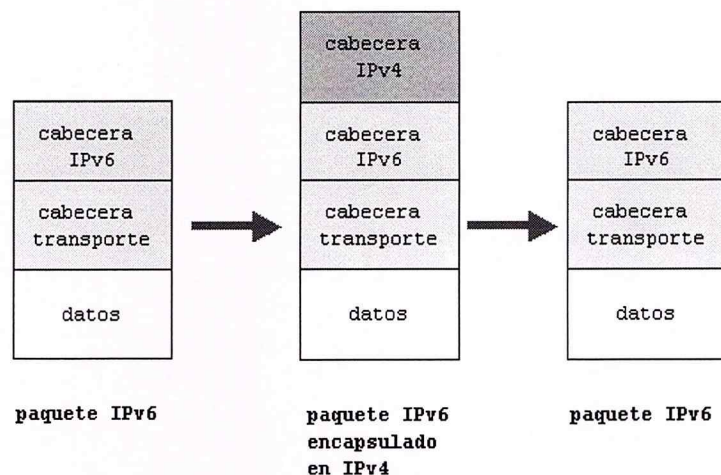 cabecera
IPv6
cabecera
transporte
datos
paquete IPv6
cabecera
IPv4
cabecera
IPv6
cabecera
transporte
datos
paquete IPv6
encapsulado
en IPv4
cabecera
IPv6
cabecera
transporte
datos
paquete IPv6